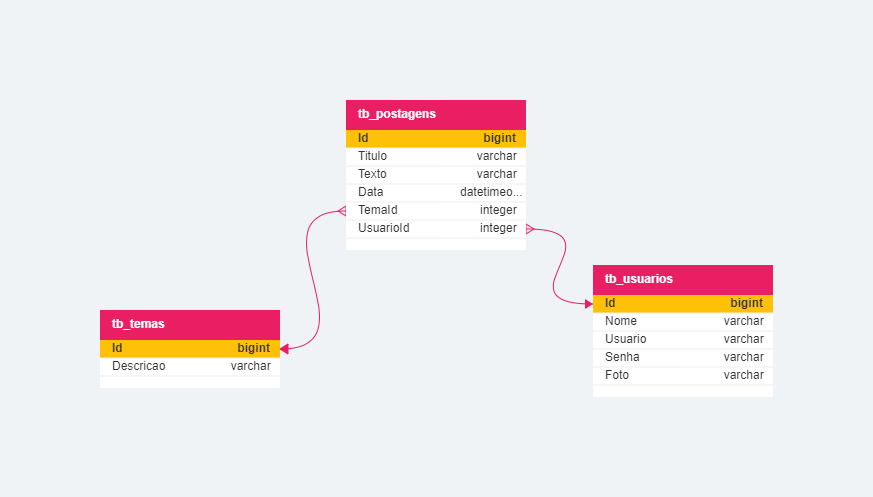 tb_postagens
Id bigint
Titulo varchar
Texto varchar
Data datetimeo...
TemaId integer
UsuarioId integer
tb_usuarios
Id bigint
Nome varchar
Usuario varchar
Senha varchar
Foto varchar
tb_temas
Id bigint
Descricao varchar